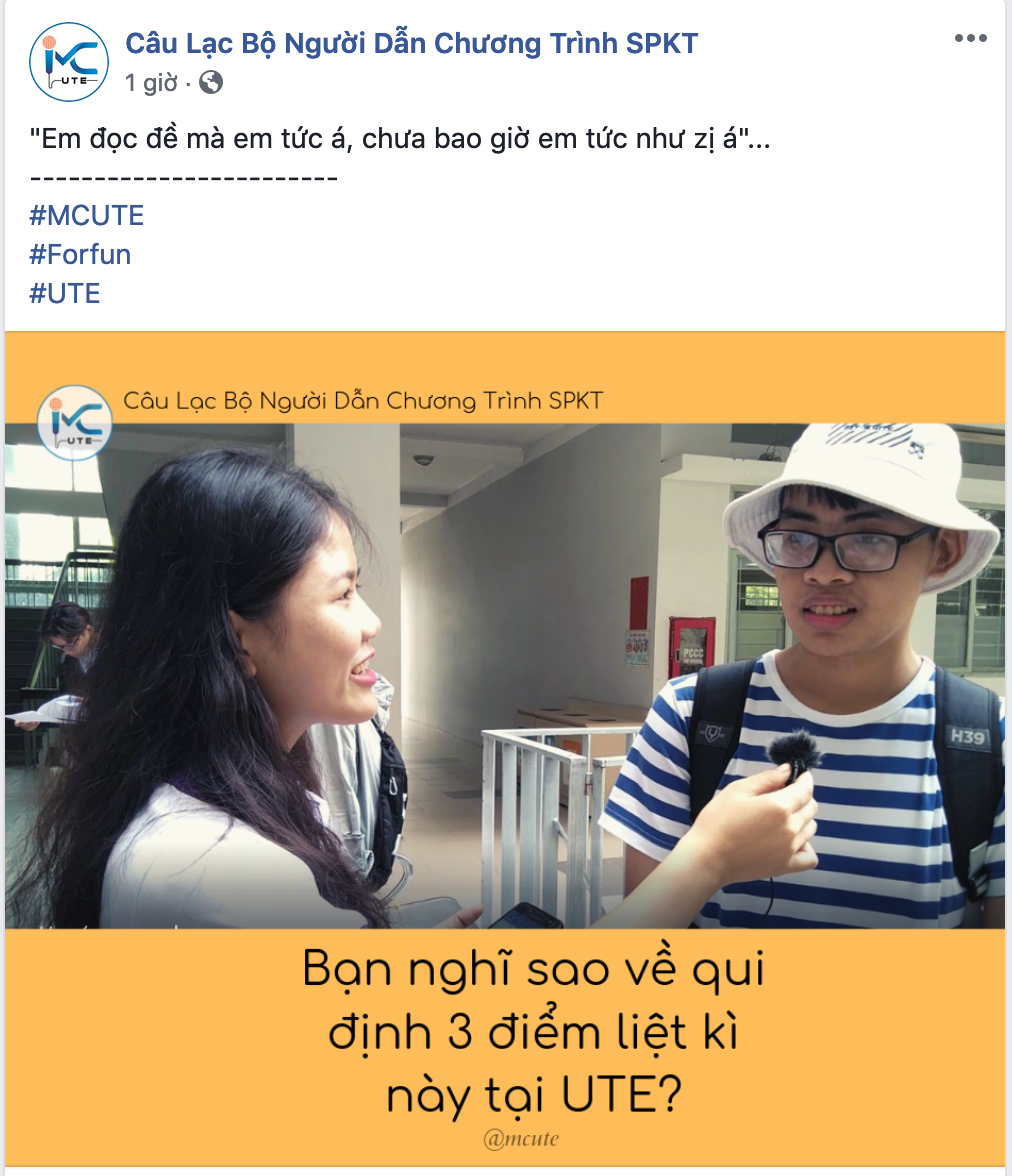 MC
UTE
Câu Lạc Bộ Người Dẫn Chương Trình SPKT
1 giờ ·
"Em đọc đề mà em tức á, chưa bao giờ em tức như zị á"...
------------------------
#MCUTE
#Forfun
#UTE
MC
UTE
Câu Lạc Bộ Người Dẫn Chương Trình SPKT
PCCC
H39
Bạn nghĩ sao về qui
định 3 điểm liệt kì
này tại UTE?
@mcute